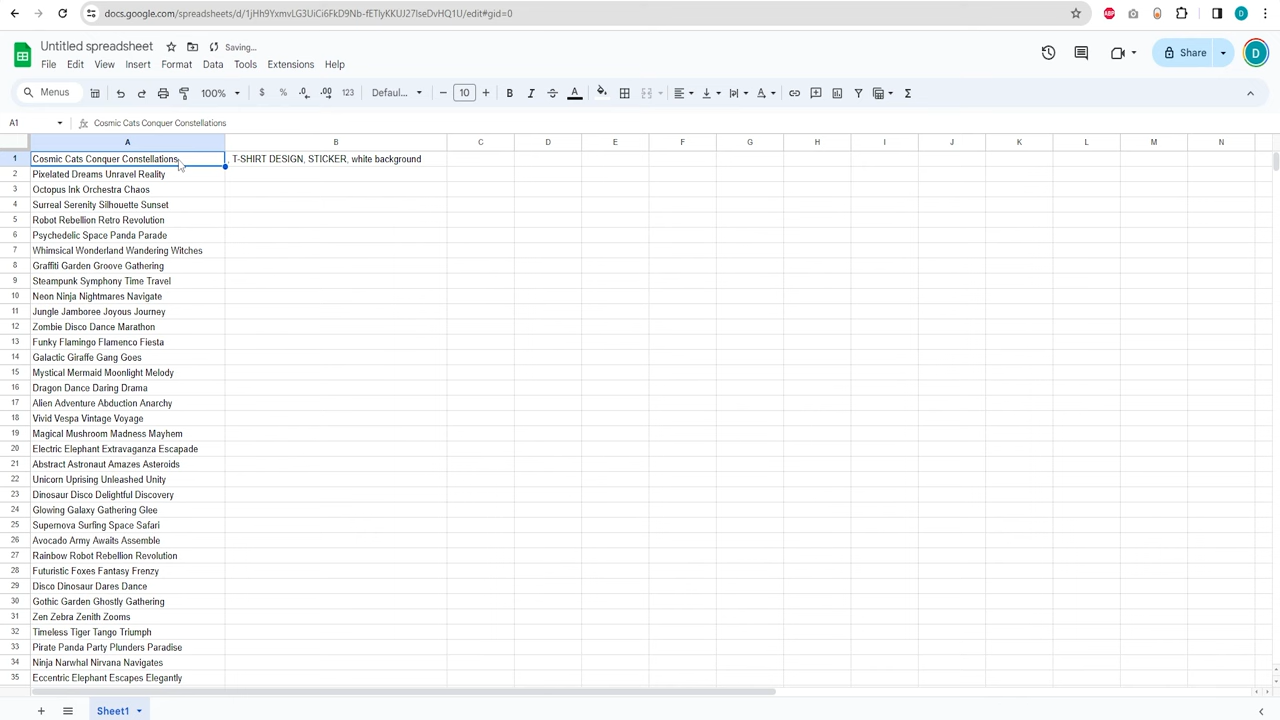 docs.google.com/spreadsheets/d/1jHh9YxmvLG3UiCi6FkD9Nb-fETlyKKUJ27lseDvHQ1U/edit#gid=0
ABP
D
Untitled spreadsheet
Saving...
File Edit View Insert Format Data Tools Extensions Help
Share
D
Menus 100% $ % .0 .00 123 Defaul... 10 B I A
A1 fx Cosmic Cats Conquer Constellations
A B C D E F G H I J K L M N
1 Cosmic Cats Conquer Constellations , T-SHIRT DESIGN, STICKER, white background
2 Pixelated Dreams Unravel Reality
3 Octopus Ink Orchestra Chaos
4 Surreal Serenity Silhouette Sunset
5 Robot Rebellion Retro Revolution
6 Psychedelic Space Panda Parade
7 Whimsical Wonderland Wandering Witches
8 Graffiti Garden Groove Gathering
9 Steampunk Symphony Time Travel
10 Neon Ninja Nightmares Navigate
11 Jungle Jamboree Joyous Journey
12 Zombie Disco Dance Marathon
13 Funky Flamingo Flamenco Fiesta
14 Galactic Giraffe Gang Goes
15 Mystical Mermaid Moonlight Melody
16 Dragon Dance Daring Drama
17 Alien Adventure Abduction Anarchy
18 Vivid Vespa Vintage Voyage
19 Magical Mushroom Madness Mayhem
20 Electric Elephant Extravaganza Escapade
21 Abstract Astronaut Amazes Asteroids
22 Unicorn Uprising Unleashed Unity
23 Dinosaur Disco Delightful Discovery
24 Glowing Galaxy Gathering Glee
25 Supernova Surfing Space Safari
26 Avocado Army Awaits Assemble
27 Rainbow Robot Rebellion Revolution
28 Futuristic Foxes Fantasy Frenzy
29 Disco Dinosaur Dares Dance
30 Gothic Garden Ghostly Gathering
31 Zen Zebra Zenith Zooms
32 Timeless Tiger Tango Triumph
33 Pirate Panda Party Plunders Paradise
34 Ninja Narwhal Nirvana Navigates
35 Eccentric Elephant Escapes Elegantly
Sheet1